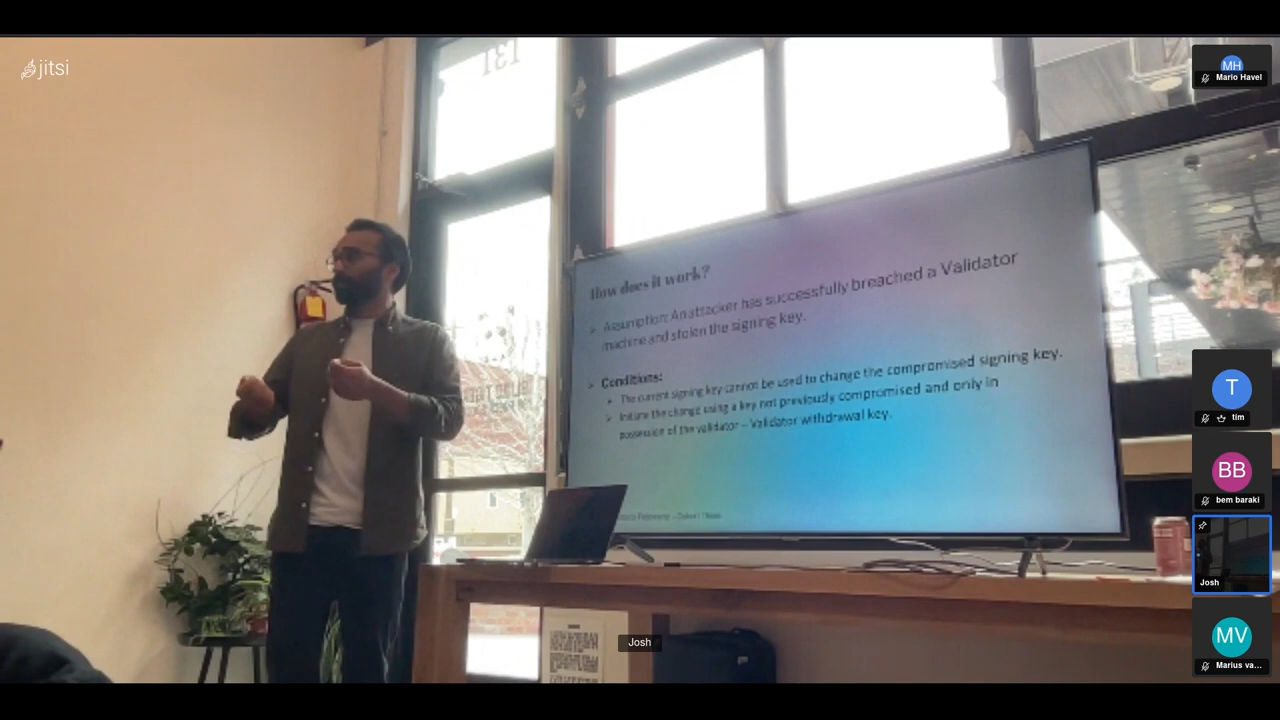 jitsi
131
How does it work?
Assumption: An attacker has successfully breached a Validator
machine and stolen the signing key.
Conditions:
The current signing key cannot be used to change the compromised signing key.
Initiate the change using a key not previously compromised and only in
possession of the validator – Validator withdrawal key.
MH
Mario Havel
T
tim
BB
bem baraki
Josh
MV
Marius va...
Josh